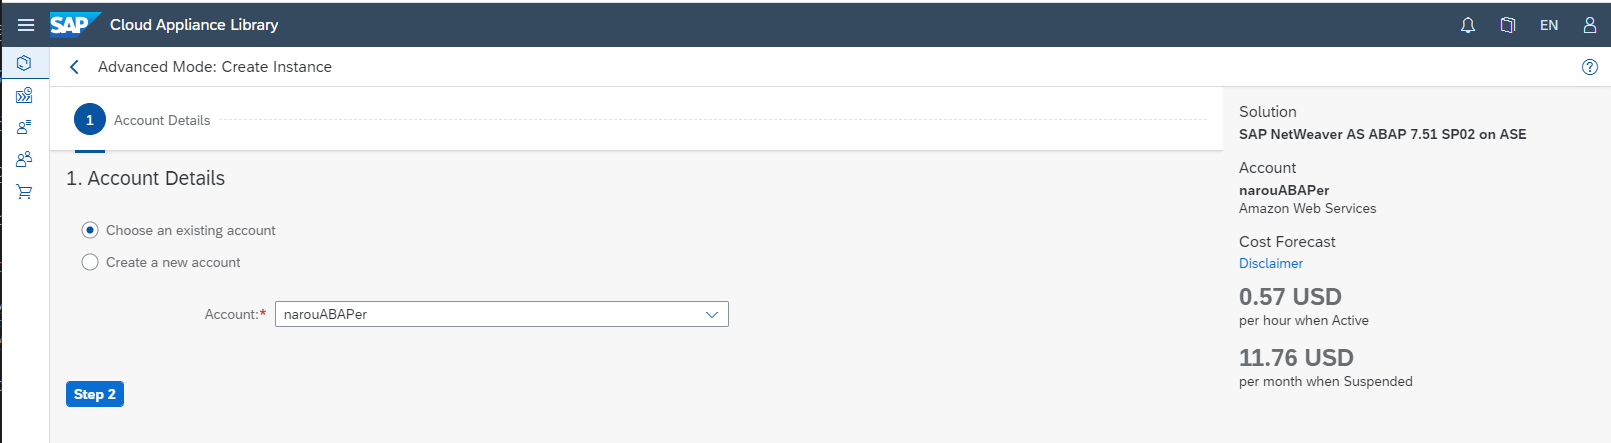 SAP Cloud Appliance Library EN
Advanced Mode: Create Instance
1 Account Details
1. Account Details
Choose an existing account
Create a new account
Account:* narouABAPer
Step 2
Solution
SAP NetWeaver AS ABAP 7.51 SP02 on ASE
Account
narouABAPer
Amazon Web Services
Cost Forecast
Disclaimer
0.57 USD
per hour when Active
11.76 USD
per month when Suspended